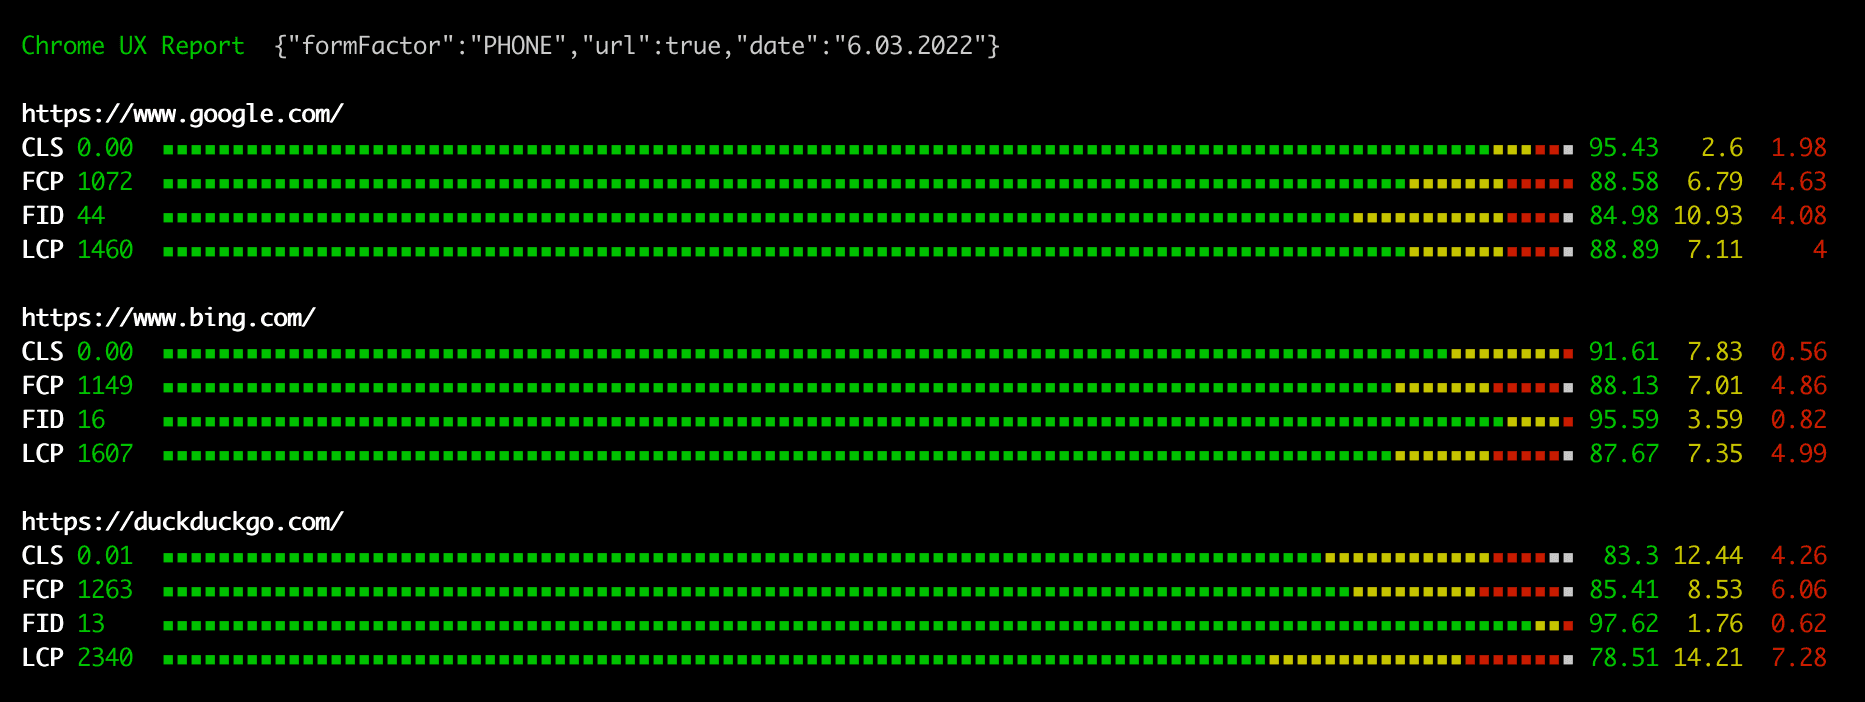 Chrome UX Report {"formFactor":"PHONE","url":true,"date":"6.03.2022"}
https://www.google.com/
CLS 0.00 95.43 2.6 1.98
FCP 1072 88.58 6.79 4.63
FID 44 84.98 10.93 4.08
LCP 1460 88.89 7.11 4
https://www.bing.com/
CLS 0.00 91.61 7.83 0.56
FCP 1149 88.13 7.01 4.86
FID 16 95.59 3.59 0.82
LCP 1607 87.67 7.35 4.99
https://duckduckgo.com/
CLS 0.01 83.3 12.44 4.26
FCP 1263 85.41 8.53 6.06
FID 13 97.62 1.76 0.62
LCP 2340 78.51 14.21 7.28